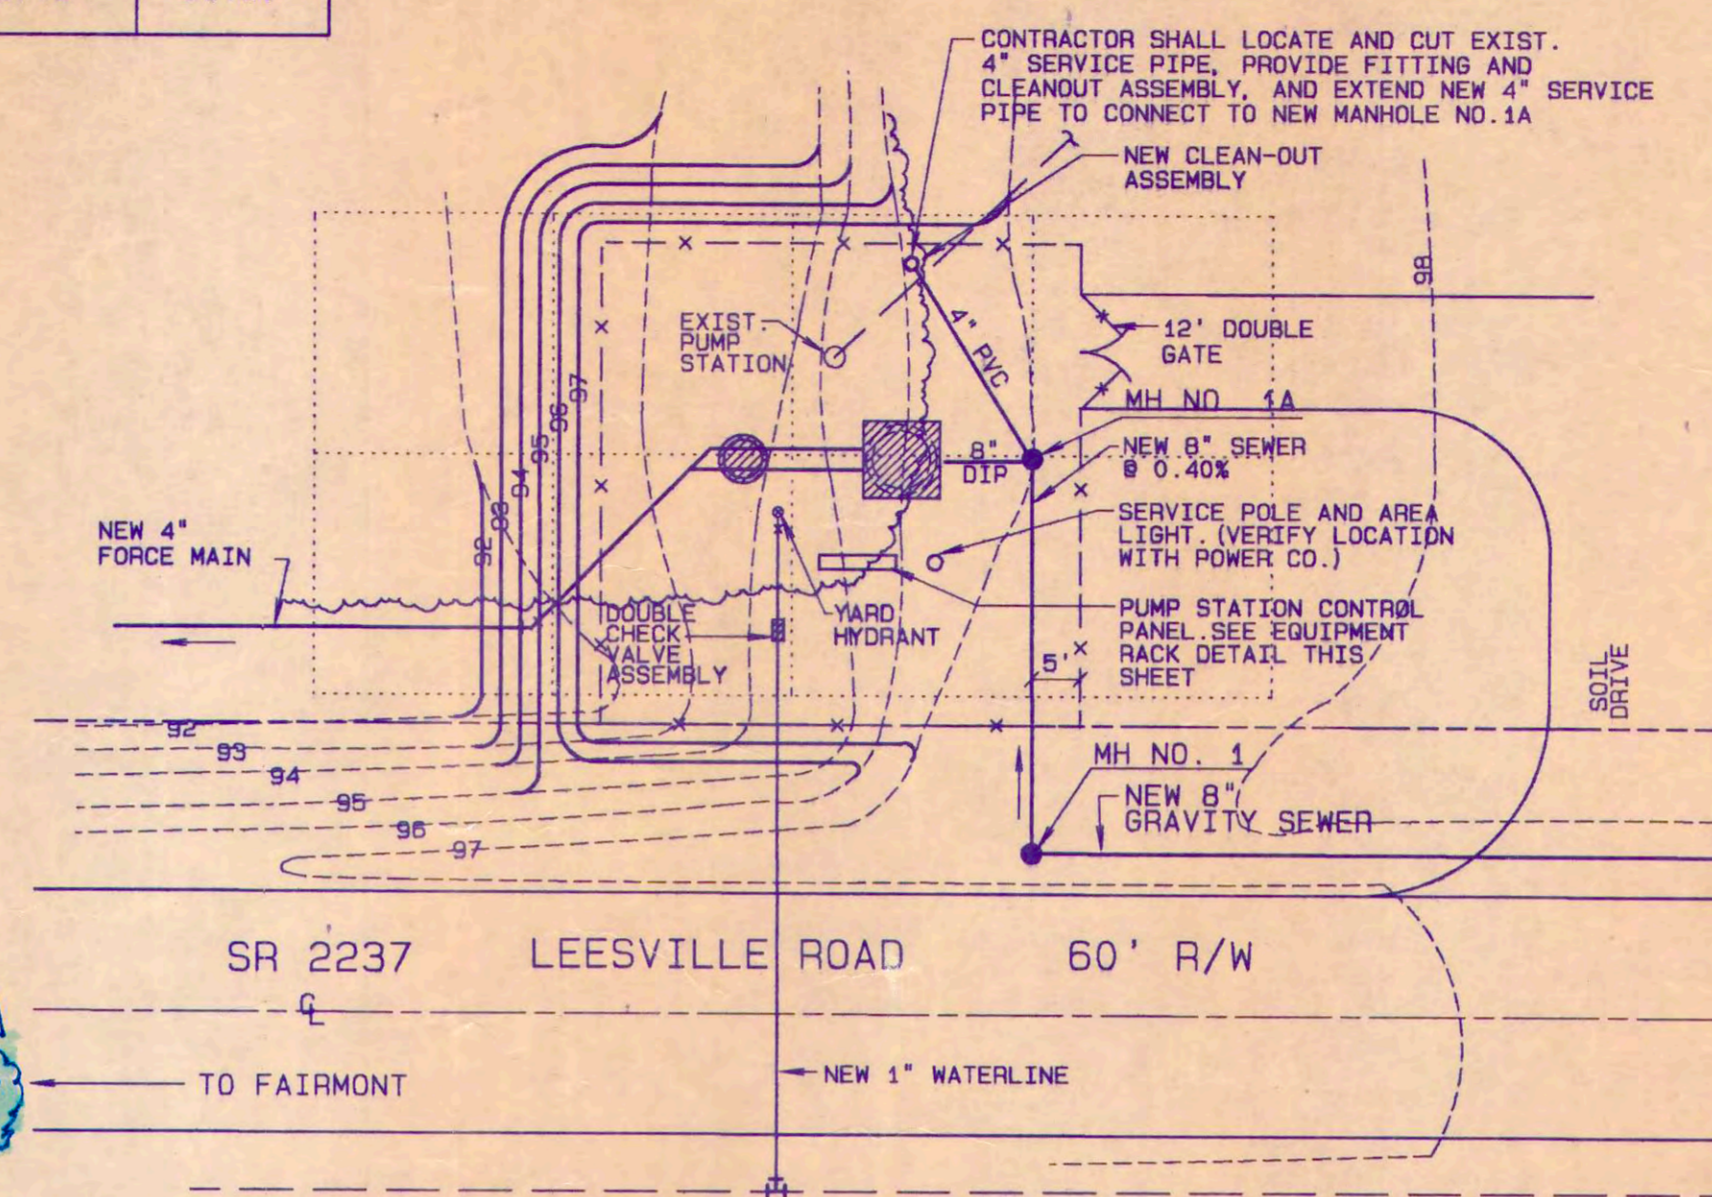 CONTRACTOR SHALL LOCATE AND CUT EXIST.
4" SERVICE PIPE, PROVIDE FITTING AND
CLEANOUT ASSEMBLY, AND EXTEND NEW 4" SERVICE
PIPE TO CONNECT TO NEW MANHOLE NO.1A
NEW CLEAN-OUT
ASSEMBLY
98
EXIST.
PUMP
STATION
4" PVC
12' DOUBLE
GATE
MH NO 1A
97
96
95
94
93
92
8"
DIP
NEW 8" SEWER
@ 0.40%
SERVICE POLE AND AREA
LIGHT. (VERIFY LOCATION
WITH POWER CO.)
NEW 4"
FORCE MAIN
DOUBLE
CHECK
VALVE
ASSEMBLY
YARD
HYDRANT
PUMP STATION CONTROL
PANEL.SEE EQUIPMENT
RACK DETAIL THIS
SHEET
5'
SOIL
DRIVE
92
93
94
95
96
97
MH NO. 1
NEW 8"
GRAVITY SEWER
SR 2237 LEESVILLE ROAD 60' R/W
CL
TO FAIRMONT
NEW 1" WATERLINE